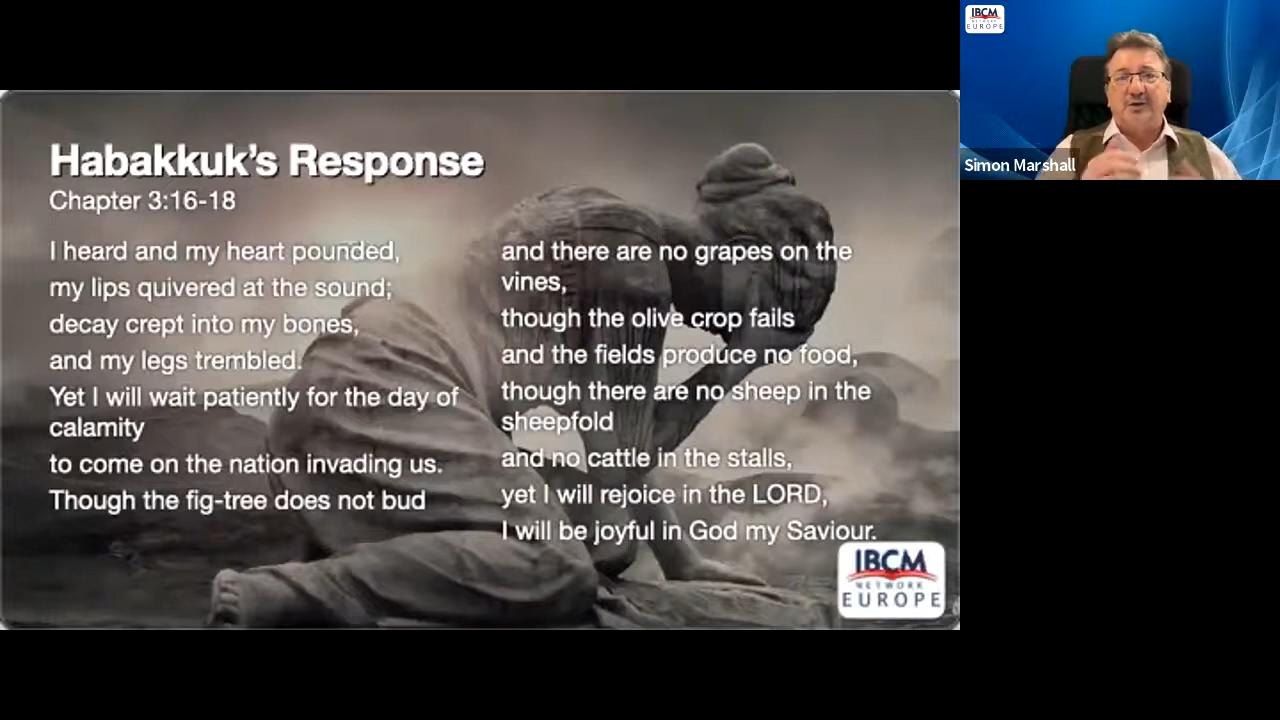 Habakkuk's Response
Chapter 3:16-18
I heard and my heart pounded,
my lips quivered at the sound;
decay crept into my bones,
and my legs trembled.
Yet I will wait patiently for the day of
calamity
to come on the nation invading us.
Though the fig-tree does not bud
and there are no grapes on the
vines,
though the olive crop fails
and the fields produce no food,
though there are no sheep in the
sheepfold
and no cattle in the stalls,
yet I will rejoice in the LORD,
I will be joyful in God my Saviour.
IBCM
NETWORK
EUROPE
IBCM
NETWORK
EUROPE
Simon Marshall